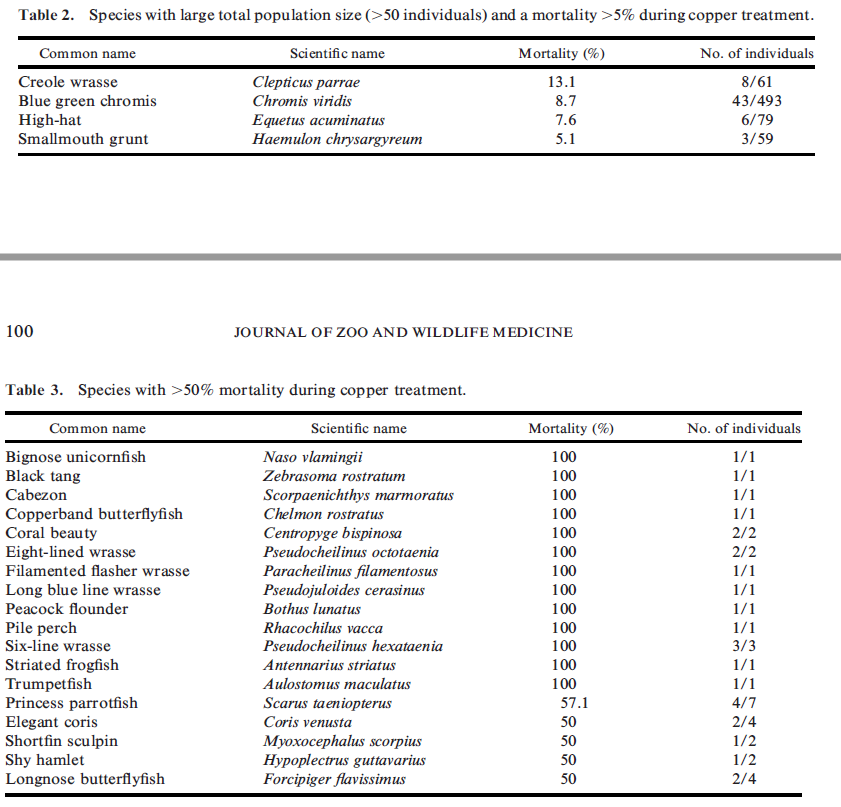 Table 2. Species with large total population size (>50 individuals) and a mortality >5% during copper treatment.
Common name Scientific name Mortality (%) No. of individuals
Creole wrasse Clepticus parrae 13.1 8/61
Blue green chromis Chromis viridis 8.7 43/493
High-hat Equetus acuminatus 7.6 6/79
Smallmouth grunt Haemulon chrysargyreum 5.1 3/59
100 JOURNAL OF ZOO AND WILDLIFE MEDICINE
Table 3. Species with >50% mortality during copper treatment.
Common name Scientific name Mortality (%) No. of individuals
Bignose unicornfish Naso vlamingii 100 1/1
Black tang Zebrasoma rostratum 100 1/1
Cabezon Scorpaenichthys marmoratus 100 1/1
Copperband butterflyfish Chelmon rostratus 100 1/1
Coral beauty Centropyge bispinosa 100 2/2
Eight-lined wrasse Pseudocheilinus octotaenia 100 2/2
Filamented flasher wrasse Paracheilinus filamentosus 100 1/1
Long blue line wrasse Pseudojuloides cerasinus 100 1/1
Peacock flounder Bothus lunatus 100 1/1
Pile perch Rhacochilus vacca 100 1/1
Six-line wrasse Pseudocheilinus hexataenia 100 3/3
Striated frogfish Antennarius striatus 100 1/1
Trumpetfish Aulostomus maculatus 100 1/1
Princess parrotfish Scarus taeniopterus 57.1 4/7
Elegant coris Coris venusta 50 2/4
Shortfin sculpin Myoxocephalus scorpius 50 1/2
Shy hamlet Hypoplectrus guttavarius 50 1/2
Longnose butterflyfish Forcipiger flavissimus 50 2/4